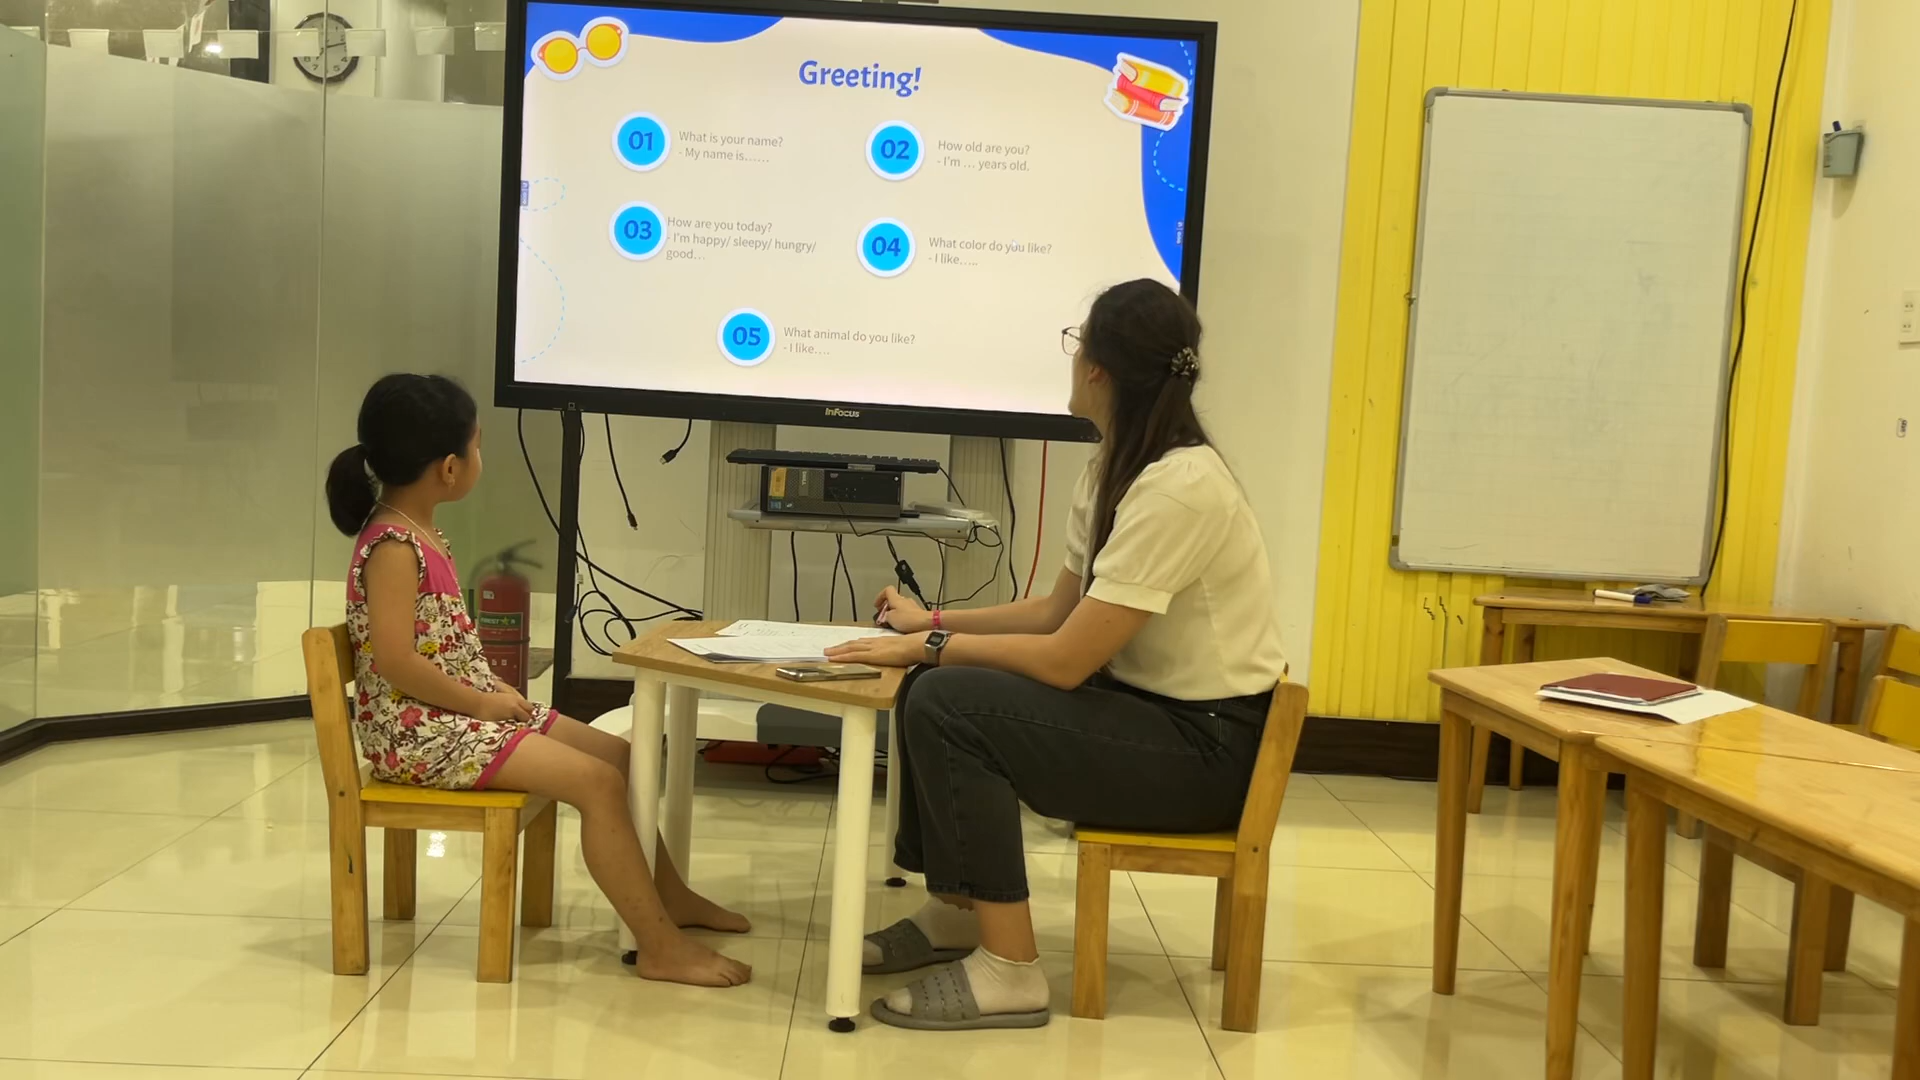 Greeting!
01
What is your name?
- My name is......
02
How old are you?
- I'm ... years old.
03
How are you today?
- I'm happy/ sleepy/ hungry/
good...
04
What color do you like?
- I like.....
05
What animal do you like?
- I like....
InFocus
DELL